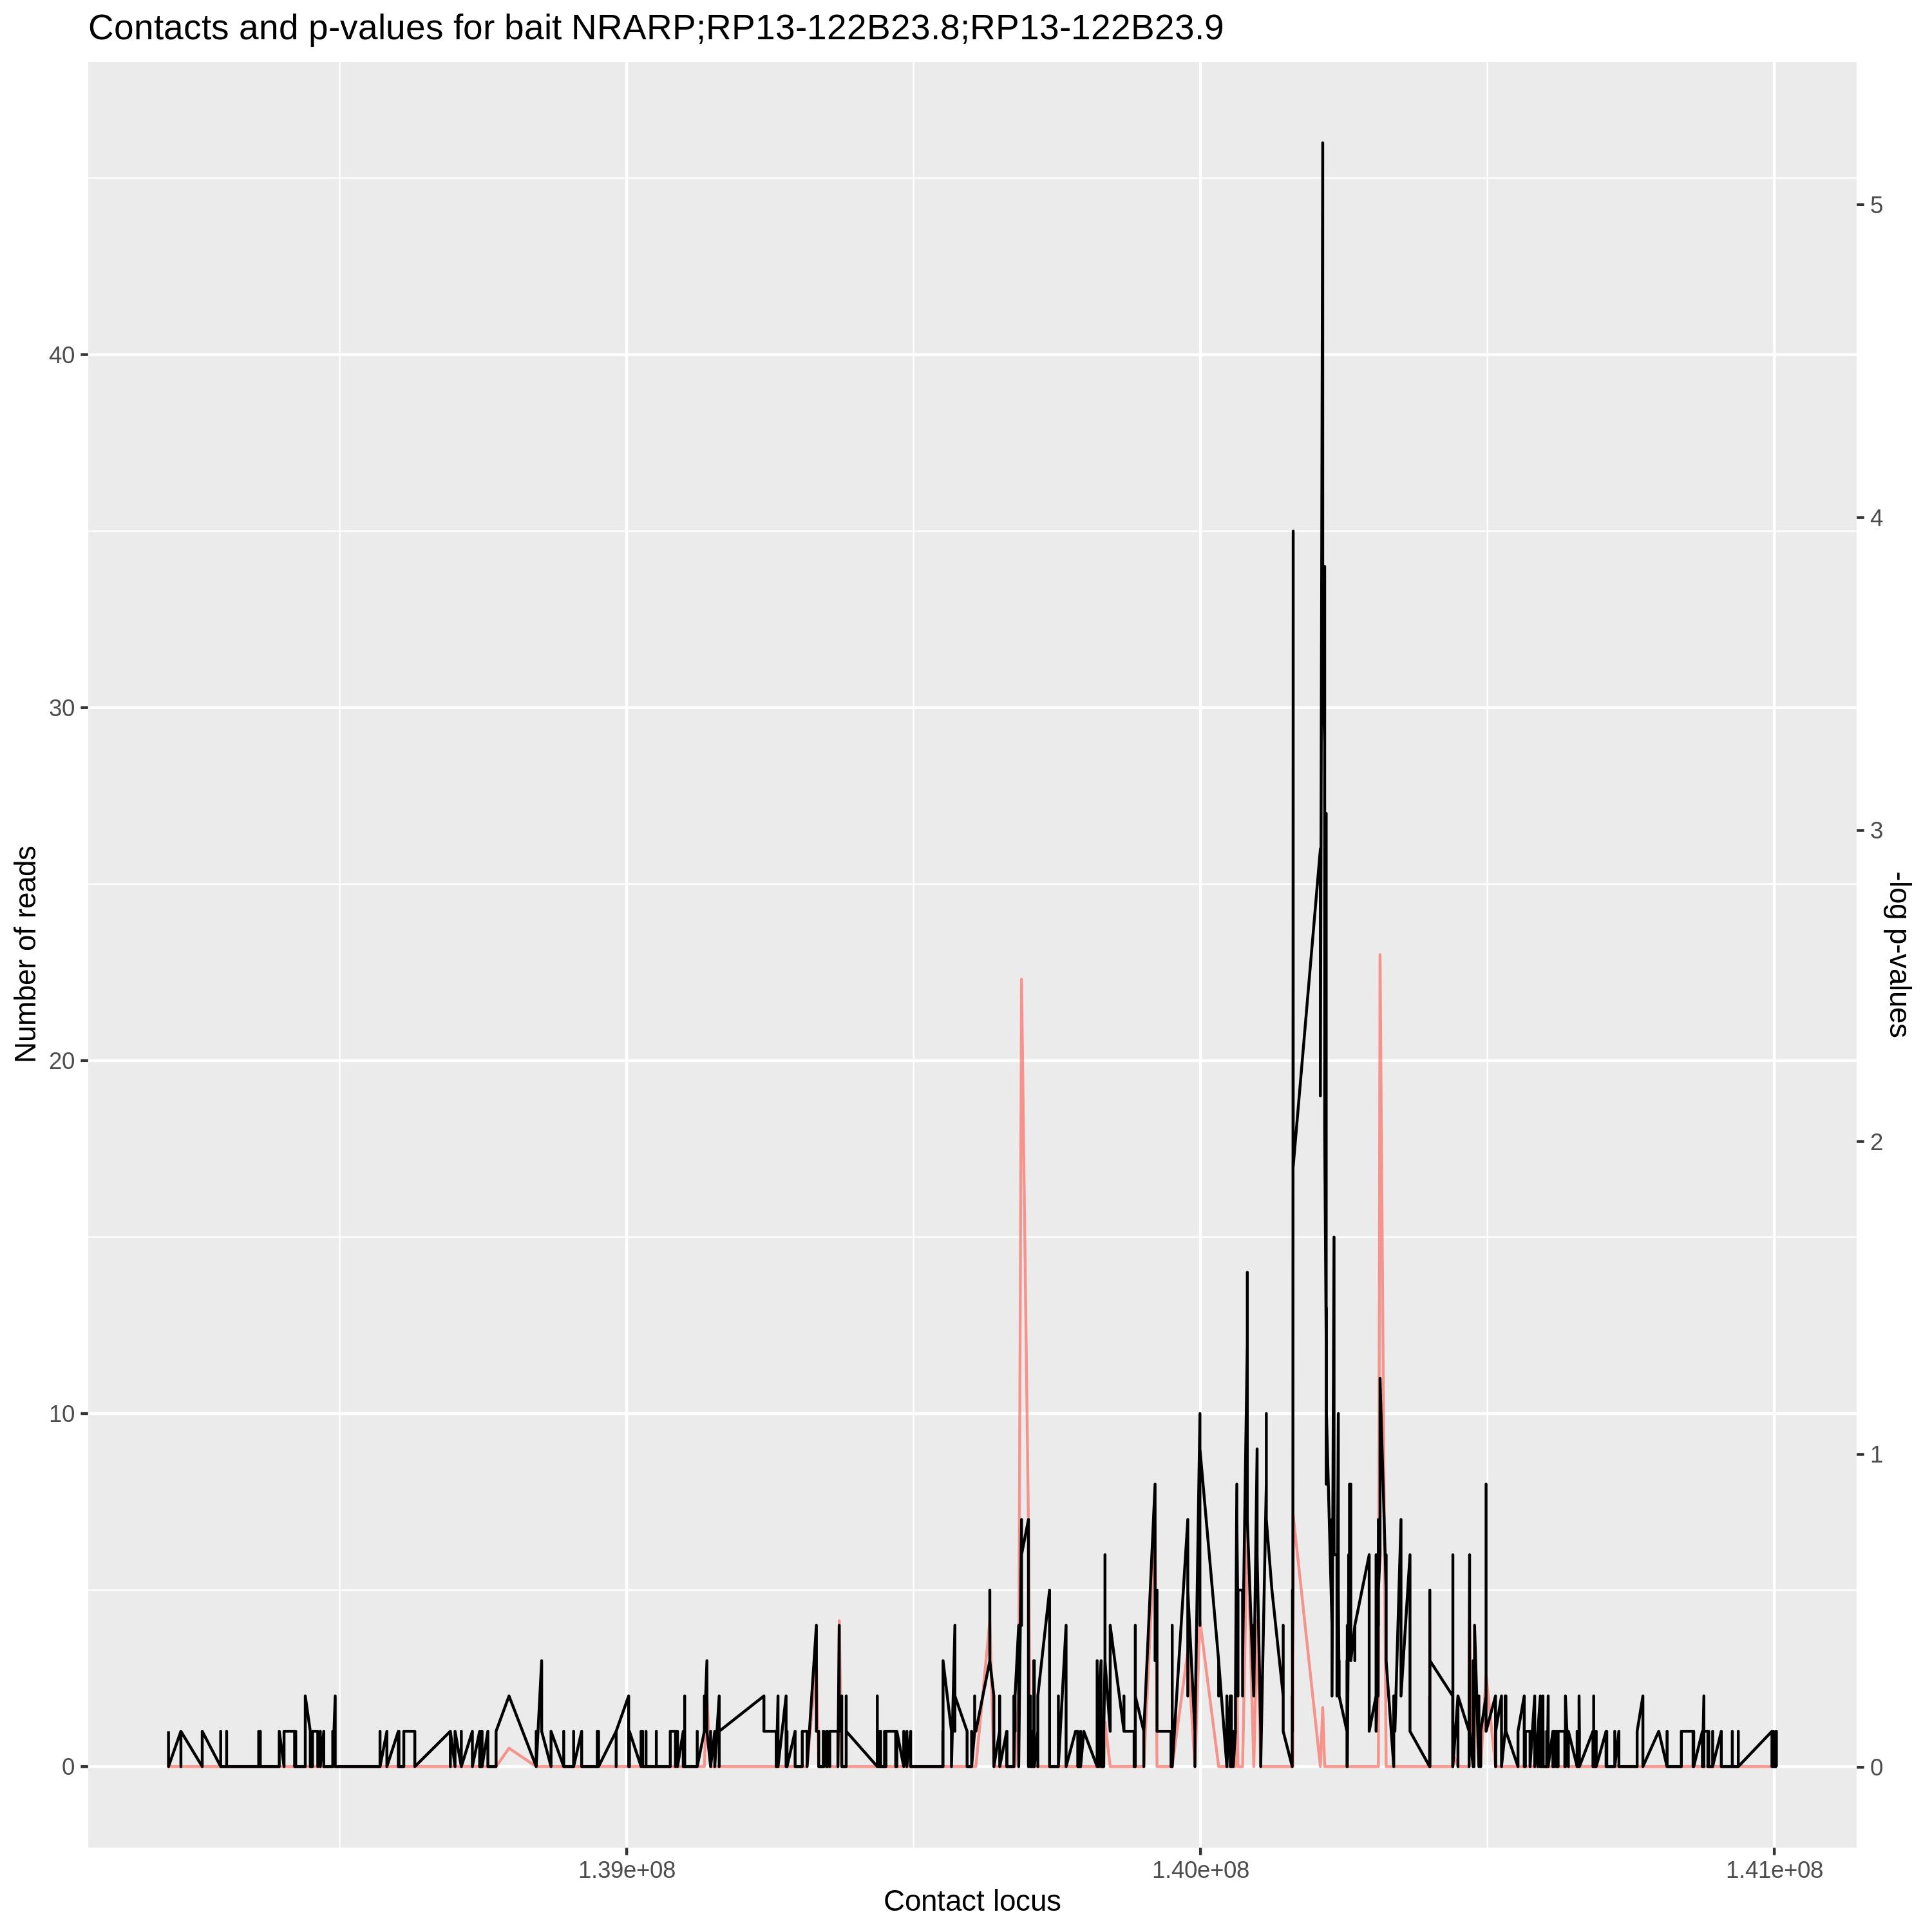 Contacts and p-values for bait NRARP;RP13-122B23.8;RP13-122B23.9
Number of reads
40
30
20
10
0
5
4
3
2
1
0
-log p-values
1.39e+08
1.40e+08
1.41e+08
Contact locus